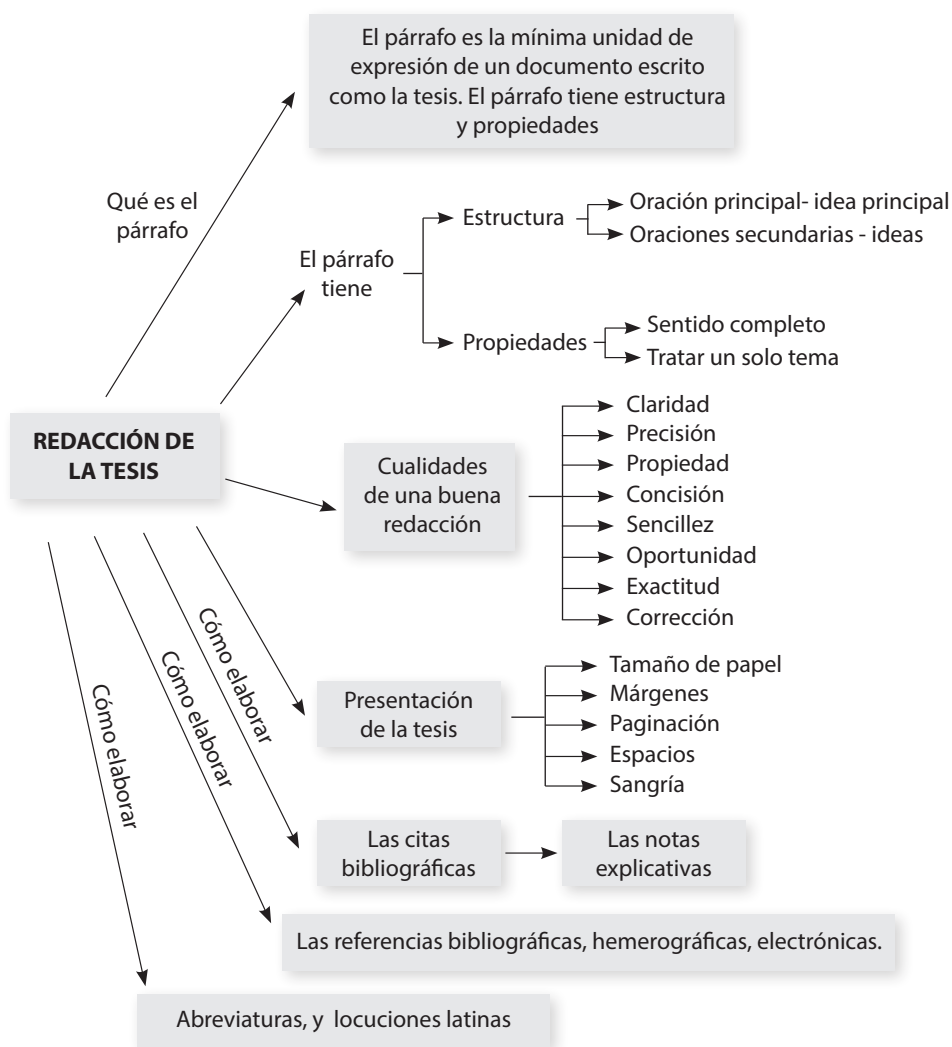 El párrafo es la mínima unidad de
expresión de un documento escrito
como la tesis. El párrafo tiene estructura
y propiedades
Qué es el
párrafo
El párrafo
tiene
Estructura
Oración principal- idea principal
Oraciones secundarias - ideas
Propiedades
Sentido completo
Tratar un solo tema
REDACCIÓN DE
LA TESIS
Cualidades
de una buena
redacción
Claridad
Precisión
Propiedad
Concisión
Sencillez
Oportunidad
Exactitud
Corrección
Presentación
de la tesis
Tamaño de papel
Márgenes
Paginación
Espacios
Sangría
Cómo elaborar
Las citas
bibliográficas
Las notas
explicativas
Cómo elaborar
Las referencias bibliográficas, hemerográficas, electrónicas.
Cómo elaborar
Abreviaturas, y locuciones latinas